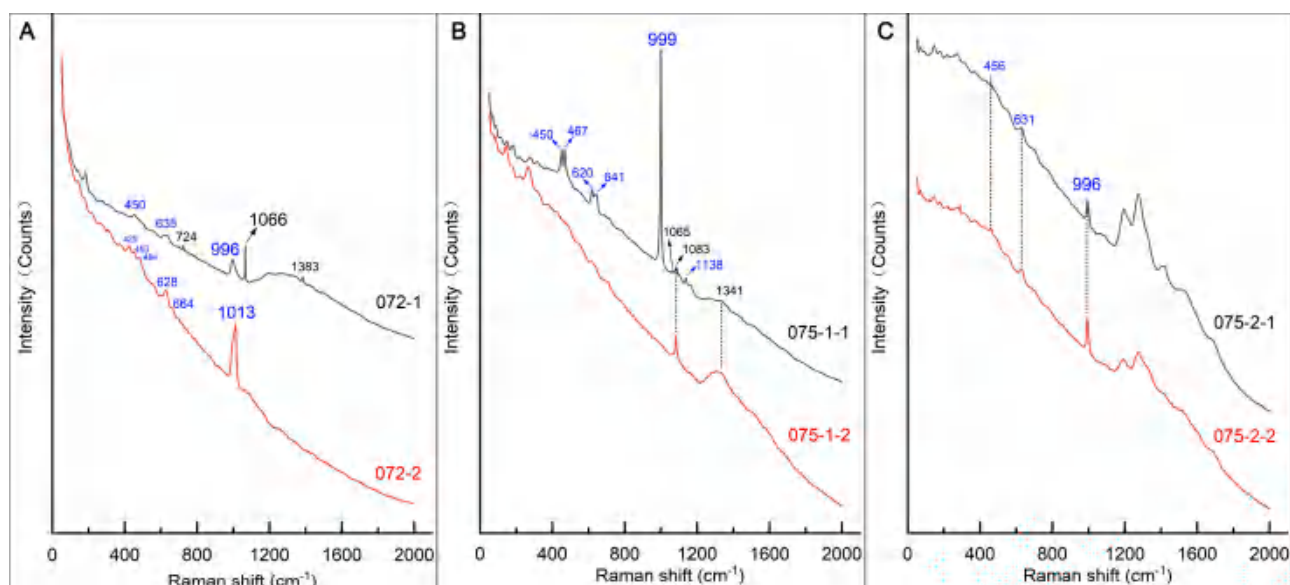 A
Intensity (Counts)
450
635
724
996
1066
1383
072-1
628
664
1013
072-2
0 400 800 1200 1600 2000
Raman shift (cm-1)
B
Intensity (Counts)
999
450
467
620
641
1065
1083
1138
1341
075-1-1
075-1-2
0 400 800 1200 1600 2000
Raman shift (cm-1)
C
Intensity (Counts)
456
631
996
075-2-1
075-2-2
0 400 800 1200 1600 2000
Raman shift (cm-1)